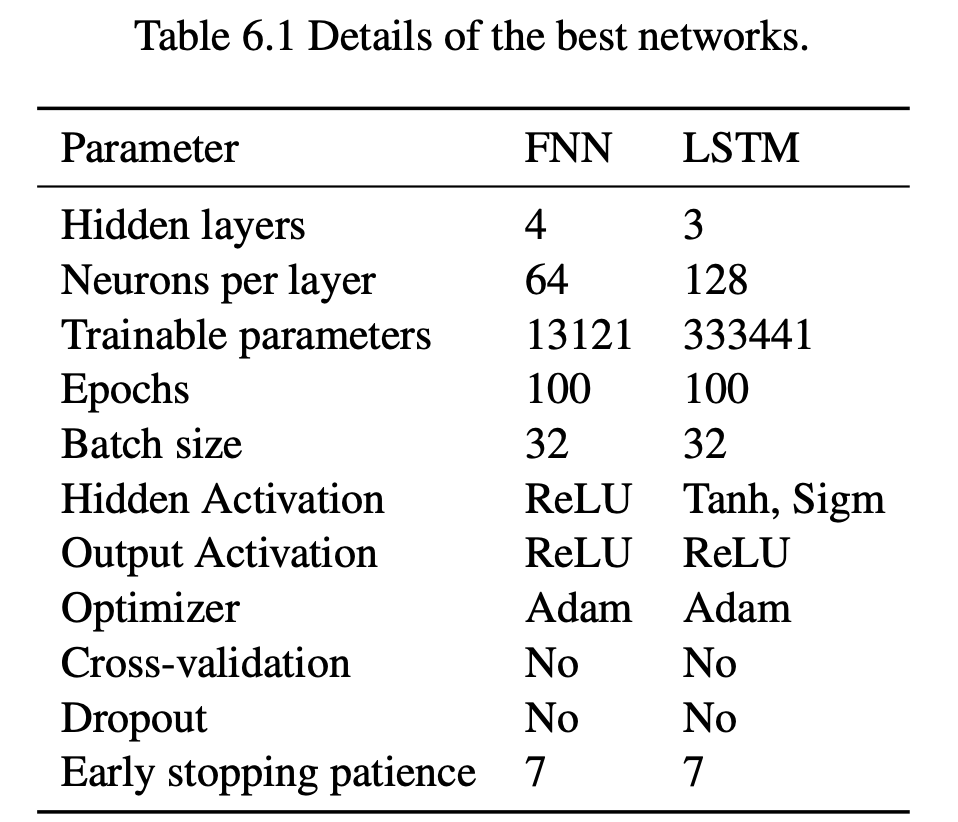 Table 6.1 Details of the best networks.
Parameter FNN LSTM
Hidden layers 4 3
Neurons per layer 64 128
Trainable parameters 13121 333441
Epochs 100 100
Batch size 32 32
Hidden Activation ReLU Tanh, Sigm
Output Activation ReLU ReLU
Optimizer Adam Adam
Cross-validation No No
Dropout No No
Early stopping patience 7 7